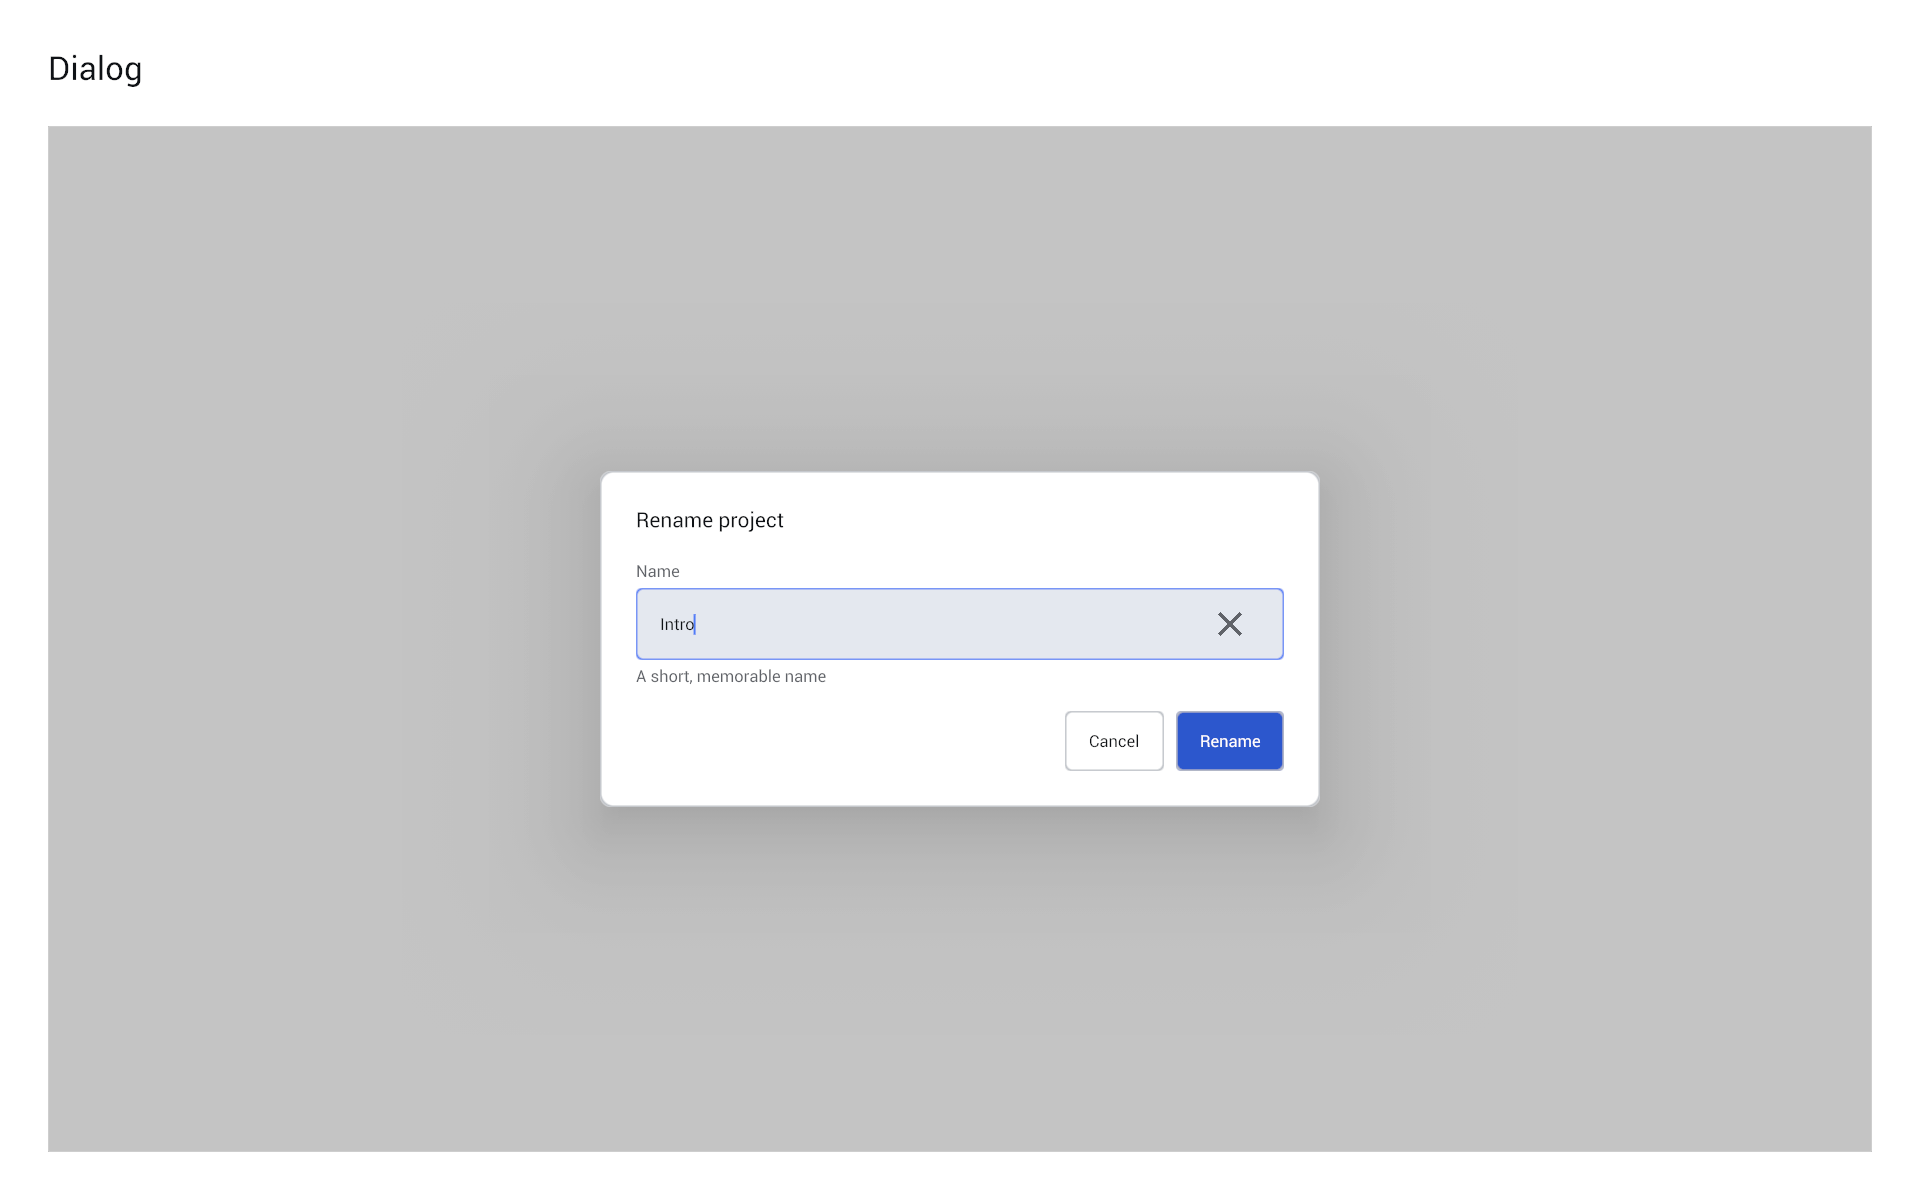 Dialog
Rename project
Name
Intro
A short, memorable name
Cancel
Rename